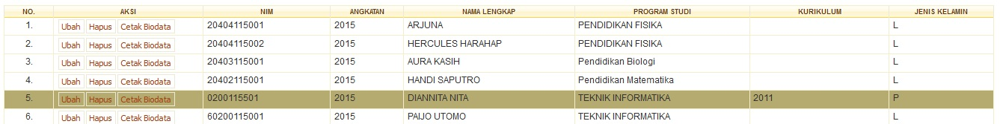 NO. AKSI NIM ANGKATAN NAMA LENGKAP PROGRAM STUDI KURIKULUM JENIS KELAMIN
1. Ubah Hapus Cetak Biodata 20404115001 2015 ARJUNA PENDIDIKAN FISIKA L
2. Ubah Hapus Cetak Biodata 20404115002 2015 HERCULES HARAHAP PENDIDIKAN FISIKA L
3. Ubah Hapus Cetak Biodata 20403115001 2015 AURA KASIH Pendidikan Biologi L
4. Ubah Hapus Cetak Biodata 20402115001 2015 HANDI SAPUTRO Pendidikan Matematika L
5. Ubah Hapus Cetak Biodata 0200115501 2015 DIANNITA NITA TEKNIK INFORMATIKA 2011 P
6. Ubah Hapus Cetak Biodata 60200115001 2015 PAIJO UTOMO TEKNIK INFORMATIKA L